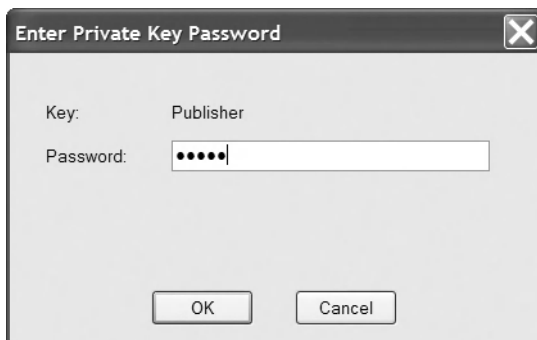 Enter Private Key Password
Key: Publisher
Password: •••••
OK Cancel